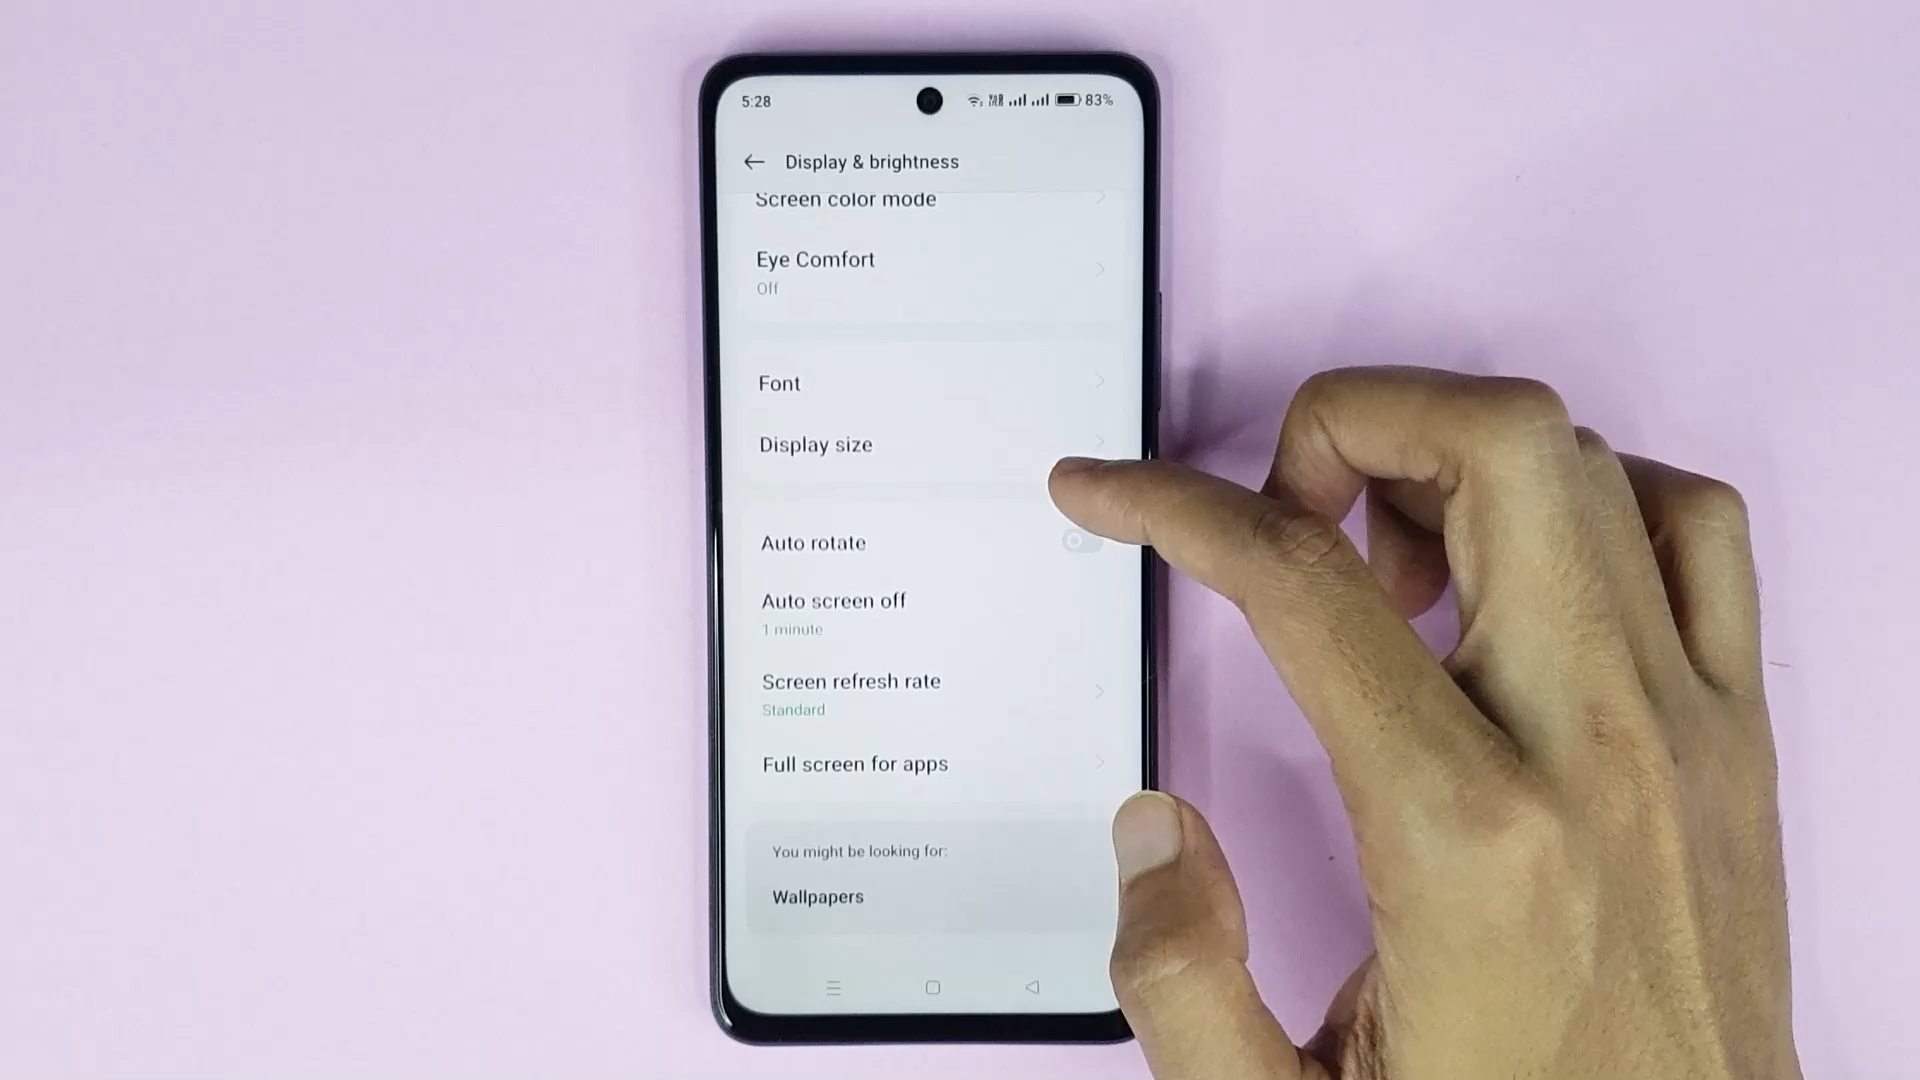 5:28
83%
Display & brightness
Screen color mode
Eye Comfort
Off
Font
Display size
Auto rotate
Auto screen off
1 minute
Screen refresh rate
Standard
Full screen for apps
You might be looking for:
Wallpapers